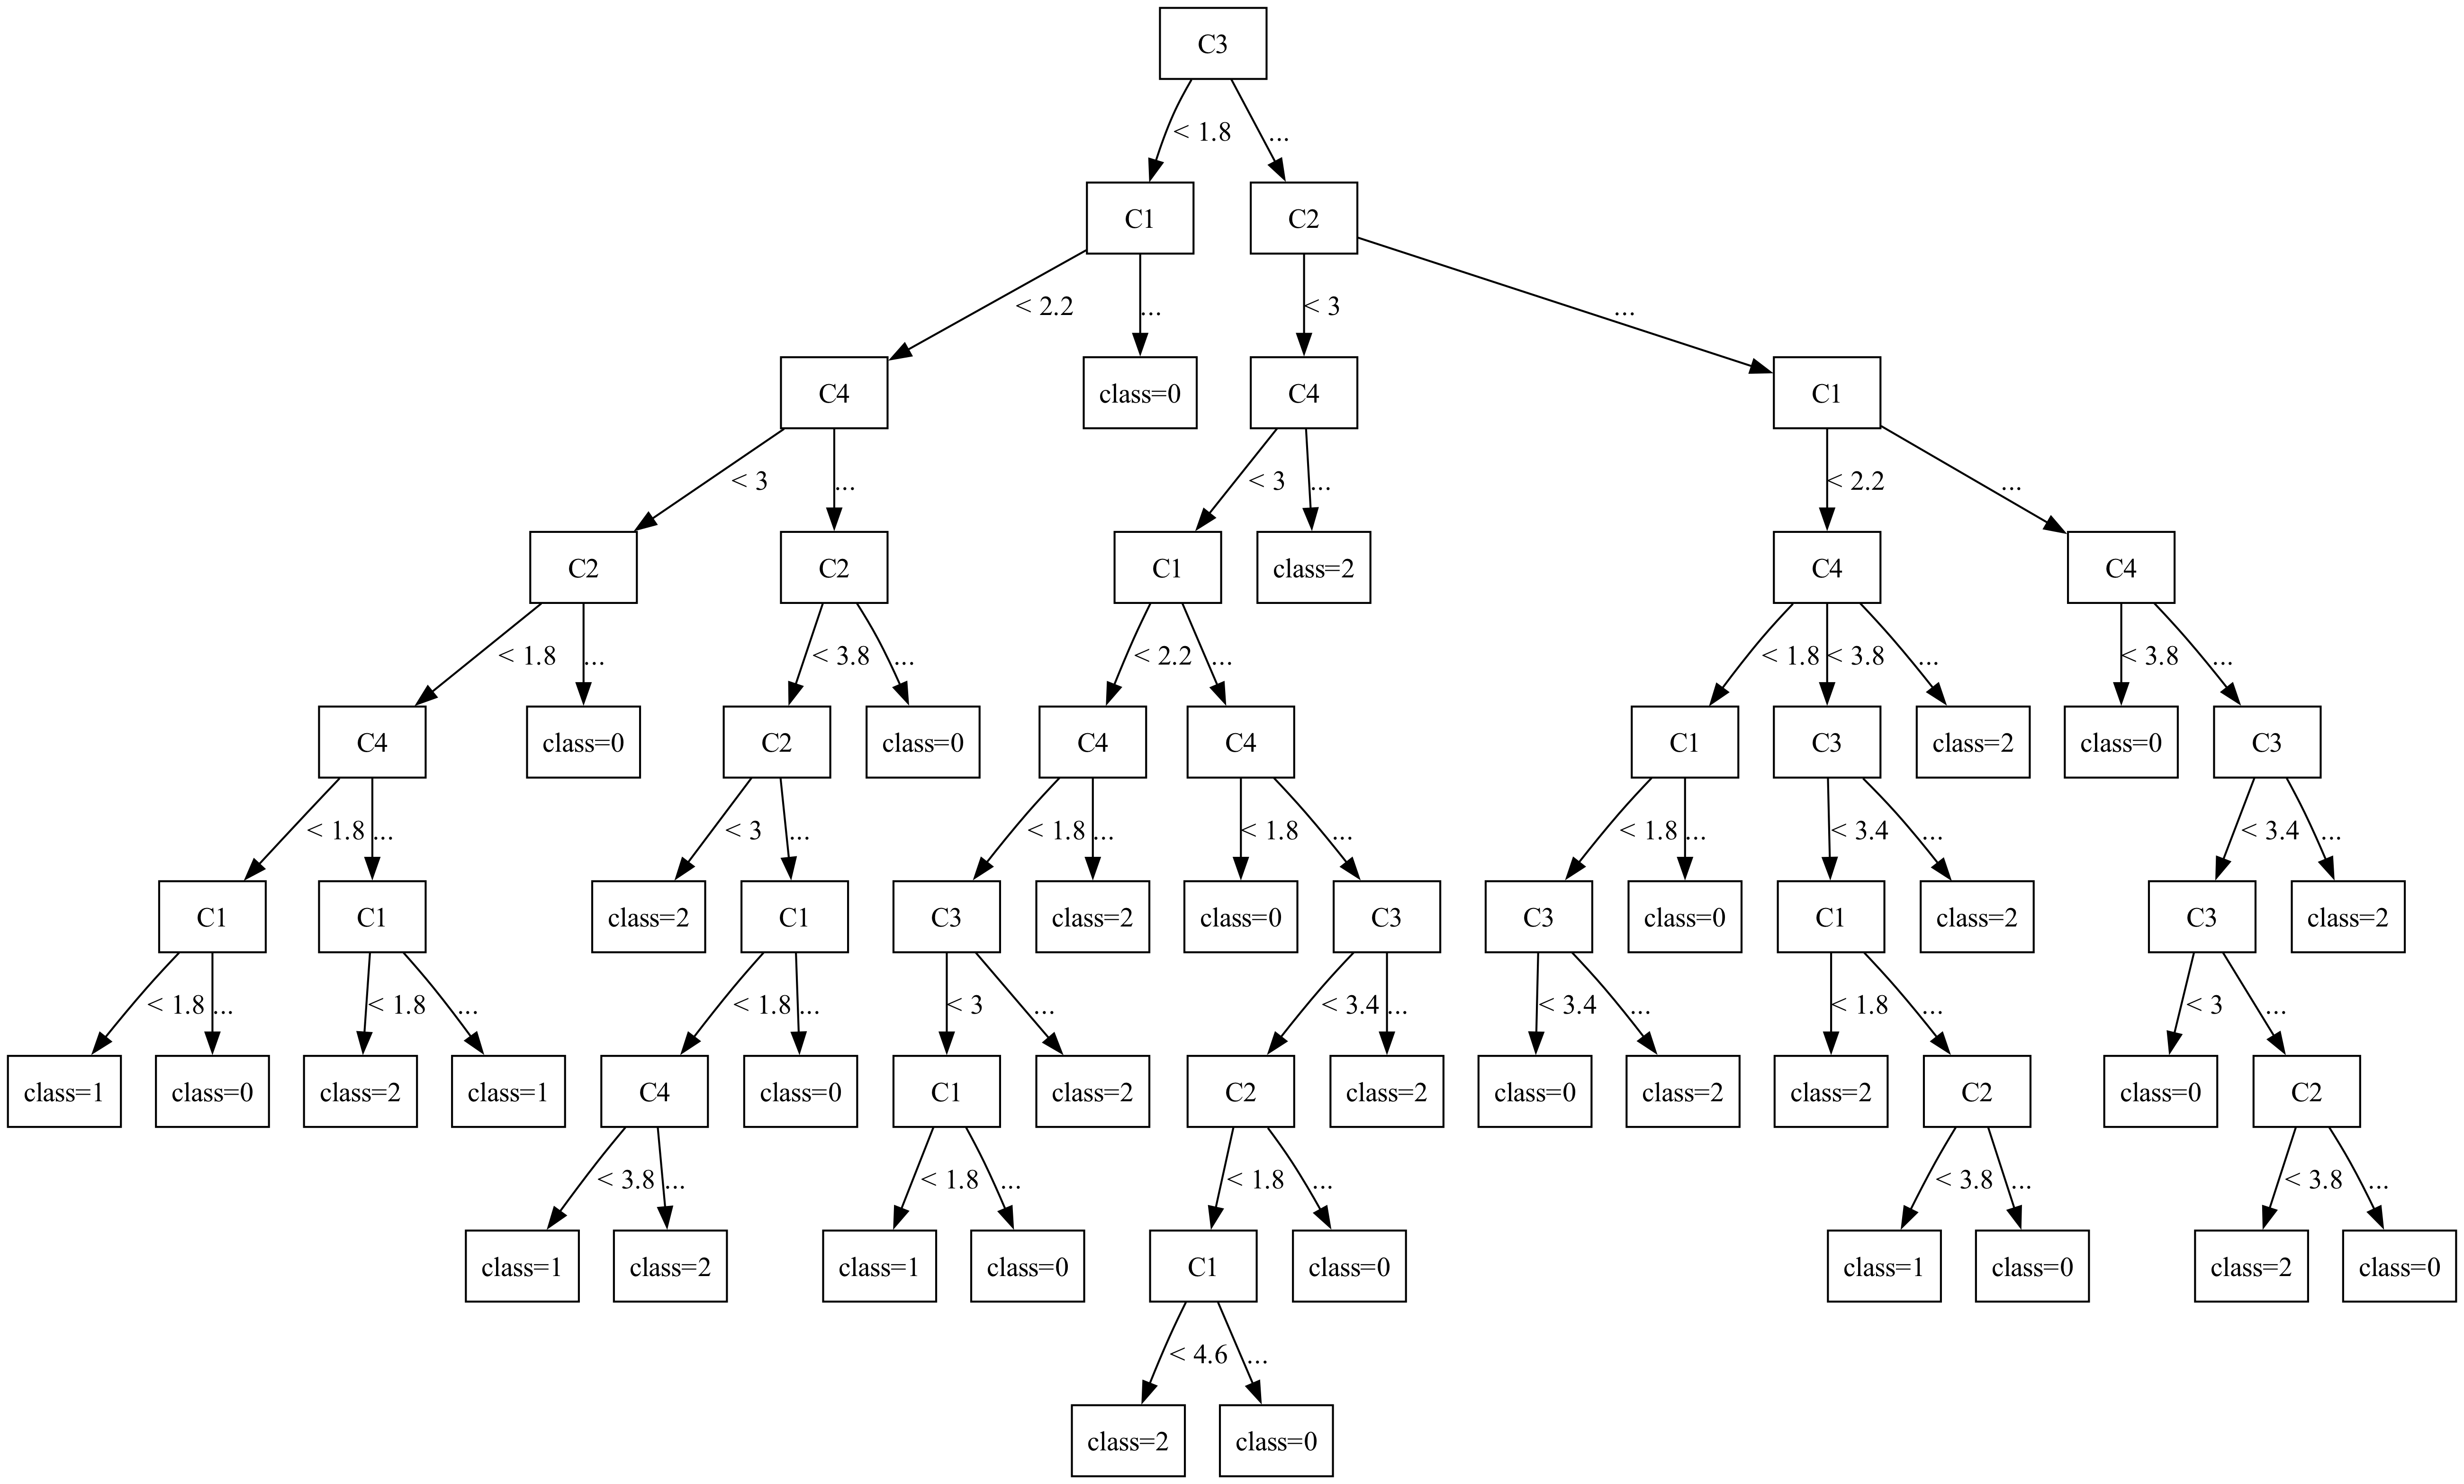 C3
< 1.8 ...
C1 C2
< 2.2 ... < 3 ...
C4 class=0 C4 C1
< 3 ... < 3 ... < 2.2 ...
C2 C2 C1 class=2 C4 C4
< 1.8 ... < 3.8 ... < 2.2 ... < 1.8 < 3.8 ... < 3.8 ...
C4 class=0 C2 class=0 C4 C4 C1 C3 class=2 class=0 C3
< 1.8 ... < 3 ... < 1.8 ... < 1.8 ... < 1.8 ... < 3.4 ... < 3.4 ...
C1 C1 class=2 C1 C3 class=2 class=0 C3 C3 class=0 C1 class=2 C3 class=2
< 1.8 ... < 1.8 ... < 1.8 ... < 3 ... < 3.4 ... < 3.4 ... < 1.8 ... < 3 ...
class=1 class=0 class=2 class=1 C4 class=0 C1 class=2 C2 class=2 class=0 class=2 class=2 C2 class=0 C2
< 3.8 ... < 1.8 ... < 1.8 ... < 3.8 ... < 3.8 ...
class=1 class=2 class=1 class=0 C1 class=0 class=1 class=0 class=2 class=0
< 4.6 ...
class=2 class=0